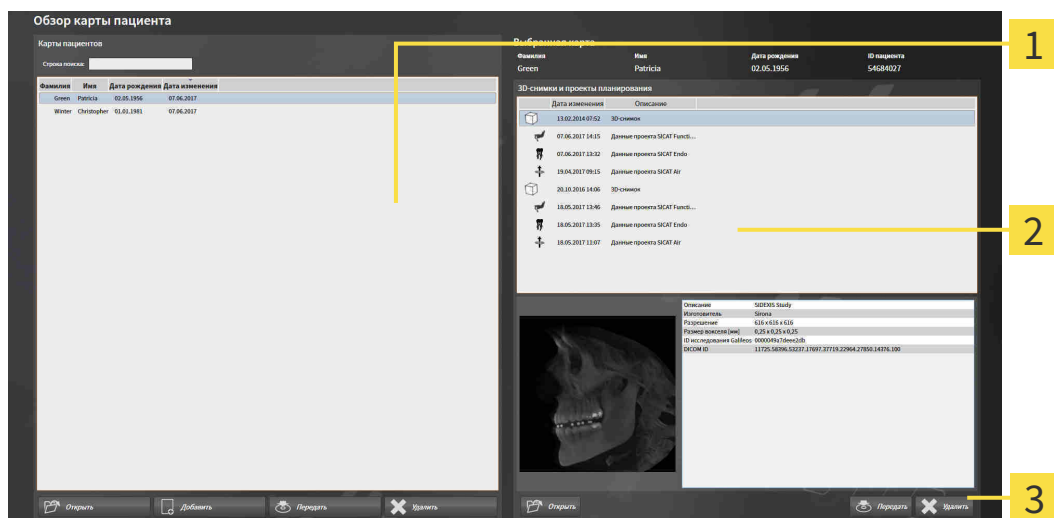 Обзор карты пациента
Карты пациентов
Строка поиска:
Фамилия Имя Дата рождения Дата изменения
Green Patricia 02.05.1956 07.06.2017
Winter Christopher 01.01.1981 07.06.2017
Открыть Добавить Передать Удалить
Выбранная карта
Фамилия Имя Дата рождения ID пациента
Green Patricia 02.05.1956 54684027
3D-снимки и проекты планирования
Дата изменения Описание
13.02.2014 07:52 3D-снимок
07.06.2017 14:15 Данные проекта SICAT Functi...
07.06.2017 13:32 Данные проекта SICAT Endo
19.04.2017 09:15 Данные проекта SICAT Air
20.10.2016 14:06 3D-снимок
18.05.2017 13:46 Данные проекта SICAT Functi...
18.05.2017 13:35 Данные проекта SICAT Endo
18.05.2017 11:07 Данные проекта SICAT Air
Описание SIDEXIS Study
Изготовитель Sirona
Разрешение 616 x 616 x 616
Размер вокселя [мм] 0,25 x 0,25 x 0,25
ID исследования Galileos 0000049a7deee2db
DICOM ID 11725.58396.53237.17697.37719.22964.27850.14376.100
Открыть Передать Удалить
1
2
3